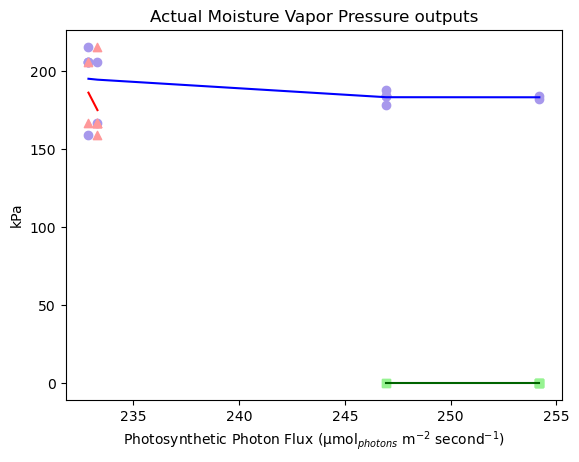 Actual Moisture Vapor Pressure outputs
200
150
100
50
0
kPa
235 240 245 250 255
Photosynthetic Photon Flux (μmol$_{photons}$ m$^{-2}$ second$^{-1}$)